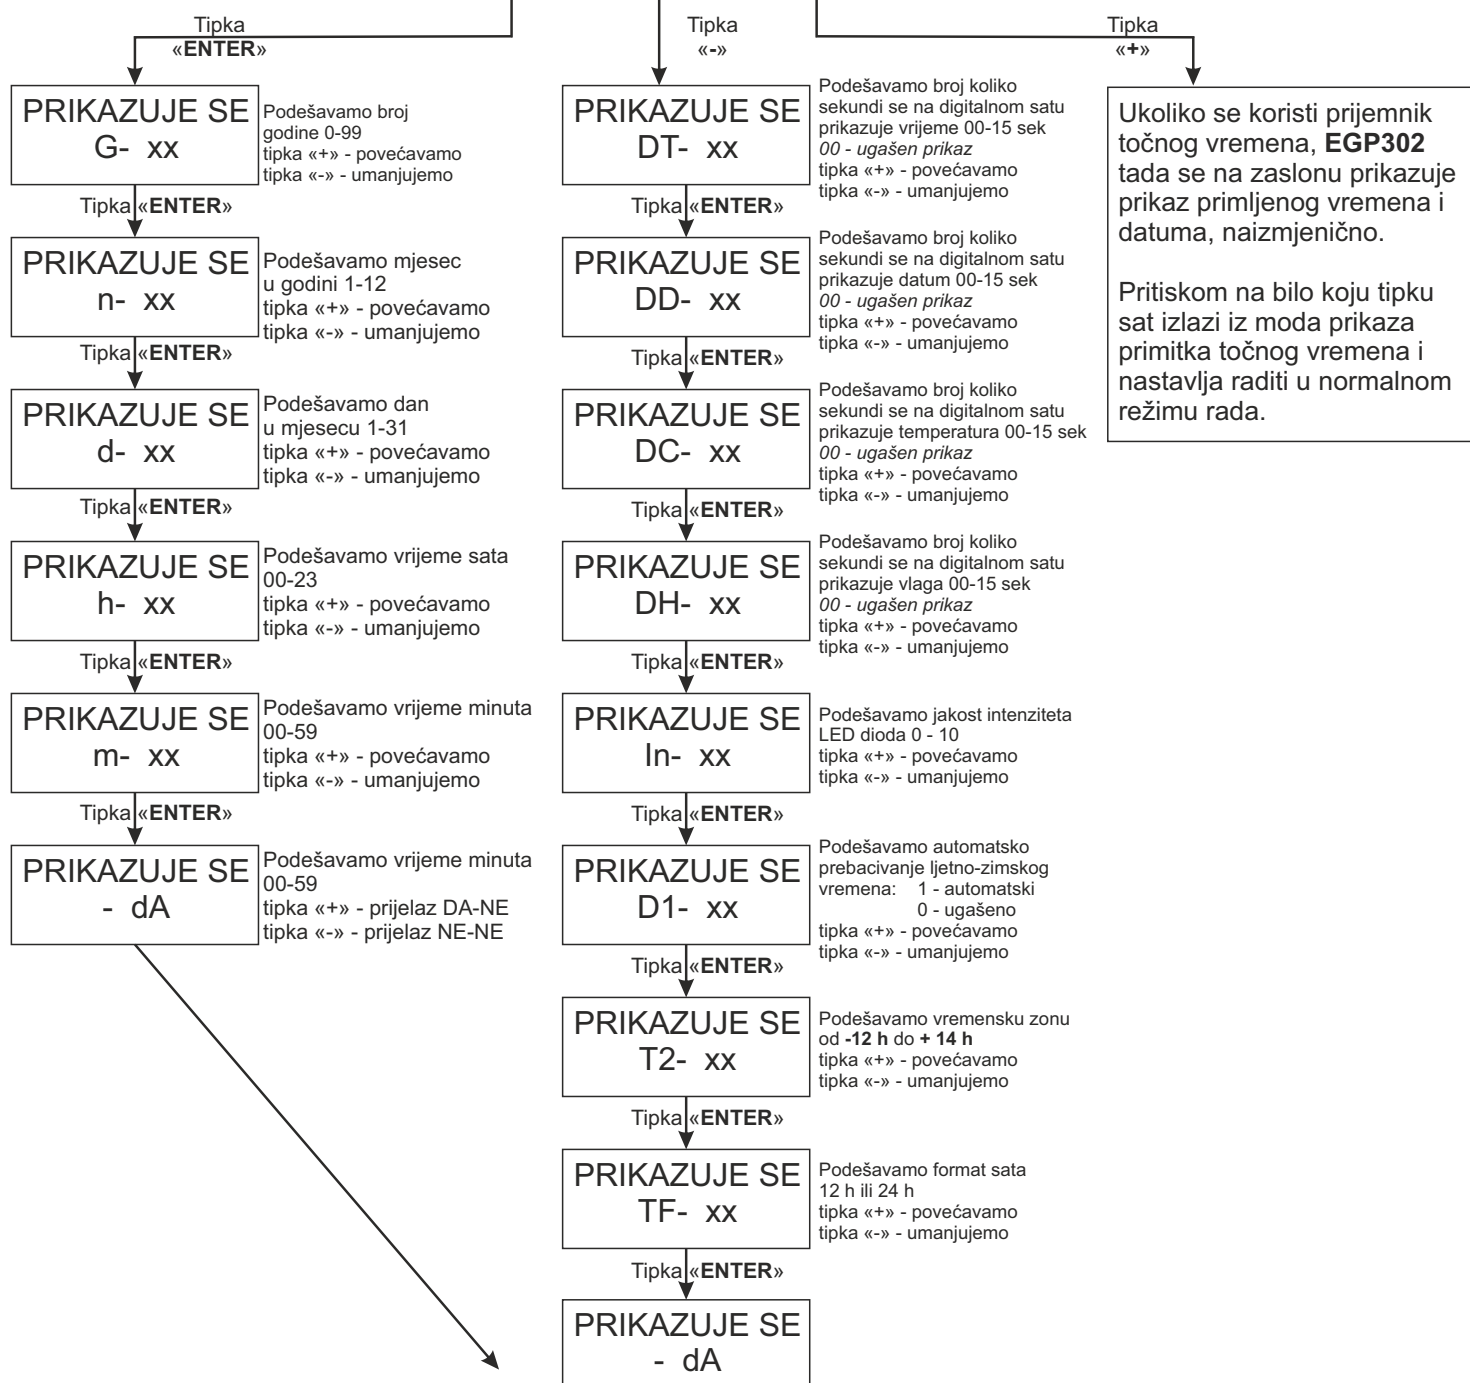 Tipka
«ENTER»
PRIKAZUJE SE
G- xx
Podešavamo broj
godine 0-99
tipka «+» - povećavamo
tipka «-» - umanjujemo
Tipka «ENTER»
PRIKAZUJE SE
n- xx
Podešavamo mjesec
u godini 1-12
tipka «+» - povećavamo
tipka «-» - umanjujemo
Tipka «ENTER»
PRIKAZUJE SE
d- xx
Podešavamo dan
u mjesecu 1-31
tipka «+» - povećavamo
tipka «-» - umanjujemo
Tipka «ENTER»
PRIKAZUJE SE
h- xx
Podešavamo vrijeme sata
00-23
tipka «+» - povećavamo
tipka «-» - umanjujemo
Tipka «ENTER»
PRIKAZUJE SE
m- xx
Podešavamo vrijeme minuta
00-59
tipka «+» - povećavamo
tipka «-» - umanjujemo
Tipka «ENTER»
PRIKAZUJE SE
- dA
Podešavamo vrijeme minuta
00-59
tipka «+» - prijelaz DA-NE
tipka «-» - prijelaz NE-NE
Tipka
«-»
PRIKAZUJE SE
DT- xx
Podešavamo broj koliko
sekundi se na digitalnom satu
prikazuje vrijeme 00-15 sek
00 - ugašen prikaz
tipka «+» - povećavamo
tipka «-» - umanjujemo
Tipka «ENTER»
PRIKAZUJE SE
DD- xx
Podešavamo broj koliko
sekundi se na digitalnom satu
prikazuje datum 00-15 sek
00 - ugašen prikaz
tipka «+» - povećavamo
tipka «-» - umanjujemo
Tipka «ENTER»
PRIKAZUJE SE
DC- xx
Podešavamo broj koliko
sekundi se na digitalnom satu
prikazuje temperatura 00-15 sek
00 - ugašen prikaz
tipka «+» - povećavamo
tipka «-» - umanjujemo
Tipka «ENTER»
PRIKAZUJE SE
DH- xx
Podešavamo broj koliko
sekundi se na digitalnom satu
prikazuje vlaga 00-15 sek
00 - ugašen prikaz
tipka «+» - povećavamo
tipka «-» - umanjujemo
Tipka «ENTER»
PRIKAZUJE SE
In- xx
Podešavamo jakost intenziteta
LED dioda 0 - 10
tipka «+» - povećavamo
tipka «-» - umanjujemo
Tipka «ENTER»
PRIKAZUJE SE
D1- xx
Podešavamo automatsko
prebacivanje ljetno-zimskog
vremena: 1 - automatski
0 - ugašeno
tipka «+» - povećavamo
tipka «-» - umanjujemo
Tipka «ENTER»
PRIKAZUJE SE
T2- xx
Podešavamo vremensku zonu
od -12 h do + 14 h
tipka «+» - povećavamo
tipka «-» - umanjujemo
Tipka «ENTER»
PRIKAZUJE SE
TF- xx
Podešavamo format sata
12 h ili 24 h
tipka «+» - povećavamo
tipka «-» - umanjujemo
Tipka «ENTER»
PRIKAZUJE SE
- dA
Tipka
«+»
Ukoliko se koristi prijemnik
točnog vremena, EGP302
tada se na zaslonu prikazuje
prikaz primljenog vremena i
datuma, naizmjenično.
Pritiskom na bilo koju tipku
sat izlazi iz moda prikaza
primitka točnog vremena i
nastavlja raditi u normalnom
režimu rada.